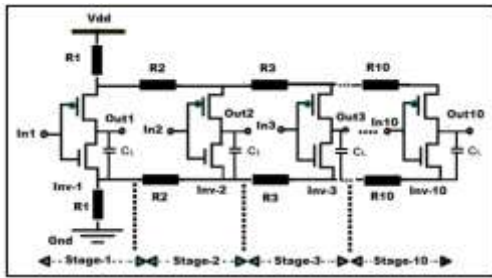 Vdd
R1
R2
R3
R10
In1
Out1
In2
Out2
In3
Out3
In10
Out10
CL
CL
CL
CL
Inv-1
Inv-2
Inv-3
Inv-10
R1
R2
R3
R10
Gnd
Stage-1
Stage-2
Stage-3
Stage-10